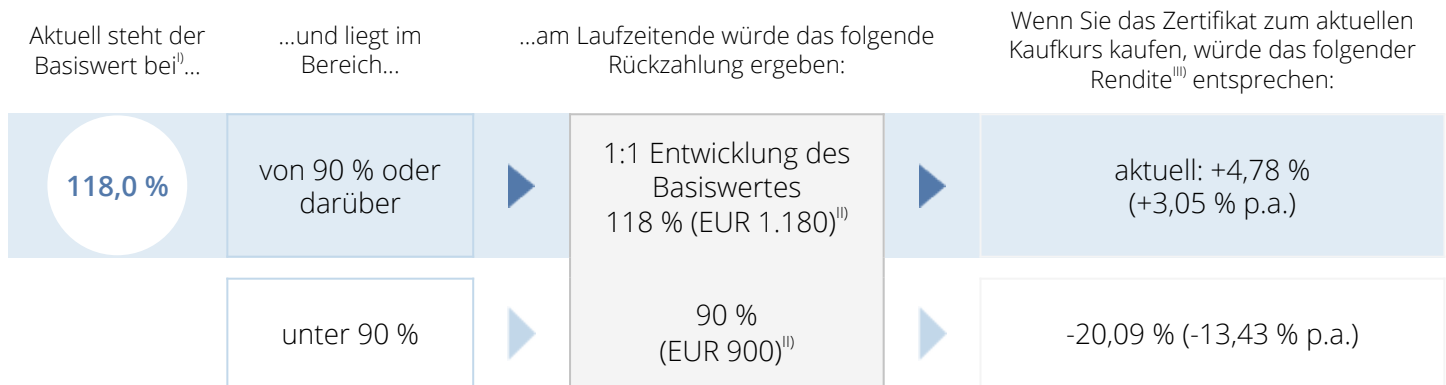 Aktuell steht der
Basiswert bei I)...
...und liegt im
Bereich...
...am Laufzeitende würde das folgende
Rückzahlung ergeben:
Wenn Sie das Zertifikat zum aktuellen
Kaufkurs kaufen, würde das folgender
Rendite III) entsprechen:
118,0 %
von 90 % oder
darüber
1:1 Entwicklung des
Basiswertes
118 % (EUR 1.180) II)
aktuell: +4,78 %
(+3,05 % p.a.)
unter 90 %
90 %
(EUR 900) II)
-20,09 % (-13,43 % p.a.)